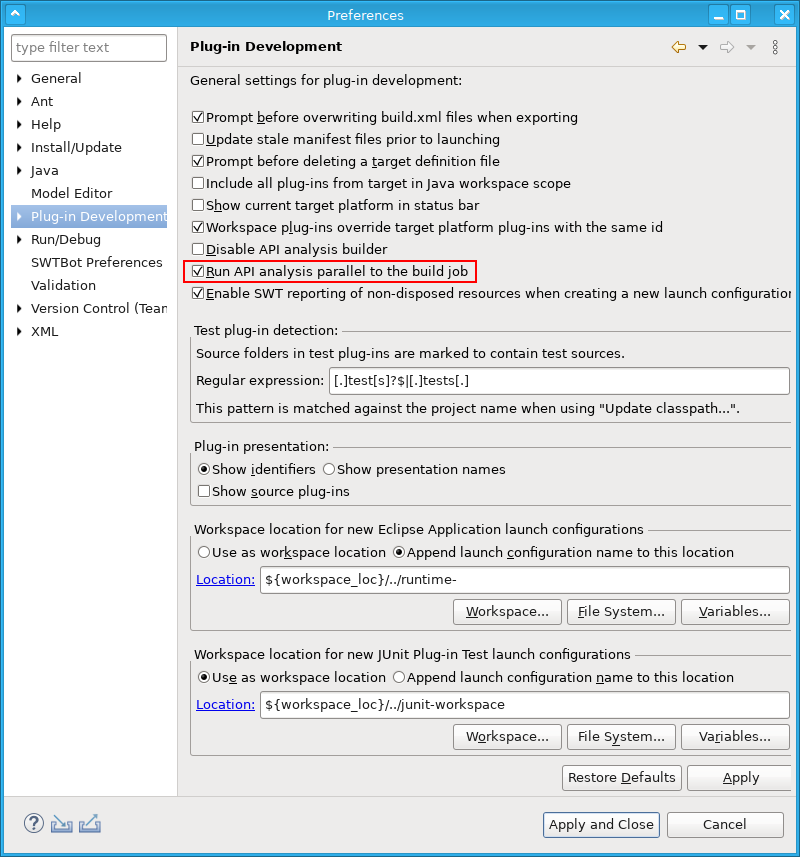 Preferences
type filter text
General
Ant
Help
Install/Update
Java
Model Editor
Plug-in Development
Run/Debug
SWTBot Preferences
Validation
Version Control (Tean
XML
Plug-in Development
General settings for plug-in development:
Prompt before overwriting build.xml files when exporting
Update stale manifest files prior to launching
Prompt before deleting a target definition file
Include all plug-ins from target in Java workspace scope
Show current target platform in status bar
Workspace plug-ins override target platform plug-ins with the same id
Disable API analysis builder
Run API analysis parallel to the build job
Enable SWT reporting of non-disposed resources when creating a new launch configuration
Test plug-in detection:
Source folders in test plug-ins are marked to contain test sources.
Regular expression: [.]test[s]?$|[.]tests[.]
This pattern is matched against the project name when using "Update classpath...".
Plug-in presentation:
Show identifiers Show presentation names
Show source plug-ins
Workspace location for new Eclipse Application launch configurations
Use as workspace location Append launch configuration name to this location
Location: ${workspace_loc}/../runtime-
Workspace... File System... Variables...
Workspace location for new JUnit Plug-in Test launch configurations
Use as workspace location Append launch configuration name to this location
Location: ${workspace_loc}/../junit-workspace
Workspace... File System... Variables...
Restore Defaults Apply
? Apply and Close Cancel